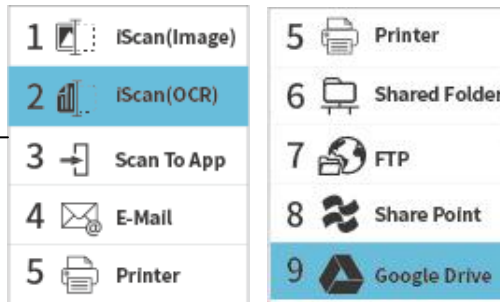 1 iScan(Image)
2 iScan(OCR)
3 Scan To App
4 E-Mail
5 Printer
5 Printer
6 Shared Folder
7 FTP
8 Share Point
9 Google Drive